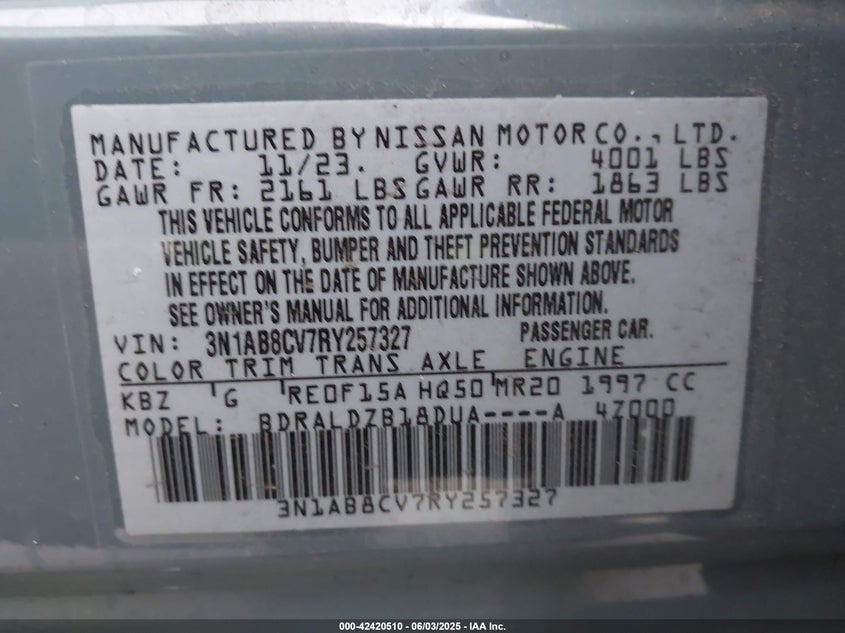 MANUFACTURED BY NISSAN MOTOR CO., LTD.
DATE: 11/23. GVWR: 4001 LBS
GAWR FR: 2161 LBS GAWR RR: 1863 LBS
THIS VEHICLE CONFORMS TO ALL APPLICABLE FEDERAL MOTOR
VEHICLE SAFETY, BUMPER AND THEFT PREVENTION STANDARDS
IN EFFECT ON THE DATE OF MANUFACTURE SHOWN ABOVE.
SEE OWNER'S MANUAL FOR ADDITIONAL INFORMATION.
VIN: 3N1AB8CV7RY257327 PASSENGER CAR.
COLOR TRIM TRANS AXLE ENGINE
KBZ G RE0F15A HQ50 MR20 1997 CC
MODEL: BDRALDZB18DUA----A 4Z000
3N1AB8CV7RY257327
000-42420510 | 06/03/2025 - IAA Inc.